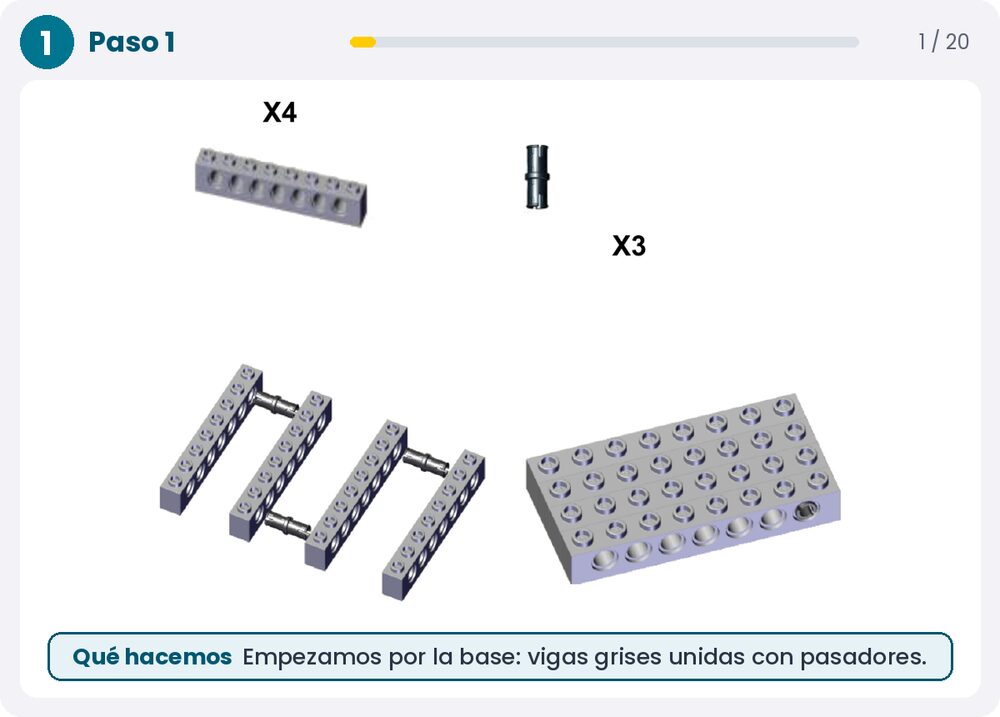 1 Paso 1 1 / 20
X4
X3
Qué hacemos Empezamos por la base: vigas grises unidas con pasadores.